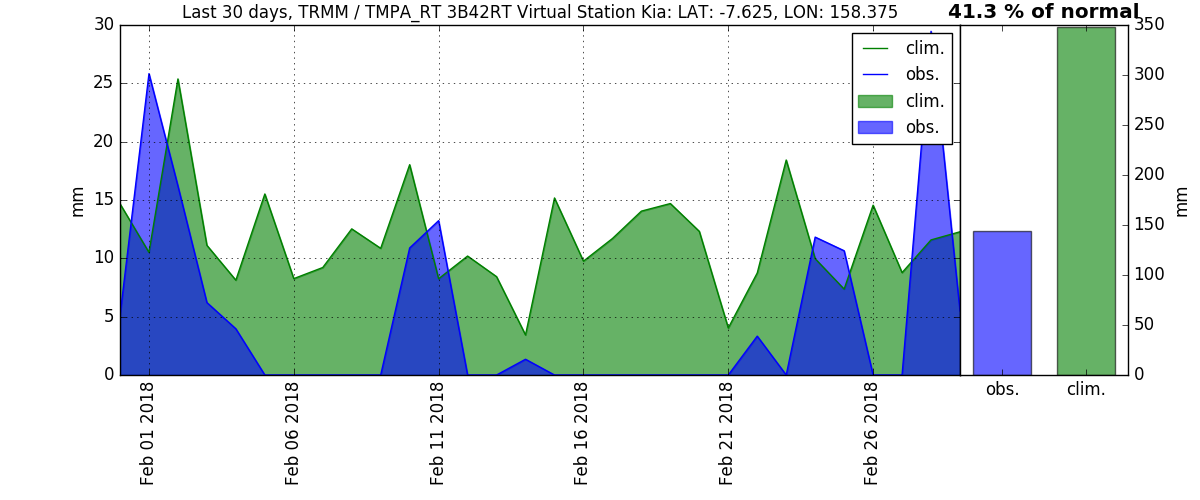 Last 30 days, TRMM / TMPA_RT 3B42RT Virtual Station Kia: LAT: -7.625, LON: 158.375
41.3 % of normal
30
25
20
15
10
5
0
mm
clim.
obs.
clim.
obs.
350
300
250
200
150
100
50
0
mm
Feb 01 2018
Feb 06 2018
Feb 11 2018
Feb 16 2018
Feb 21 2018
Feb 26 2018
obs.
clim.